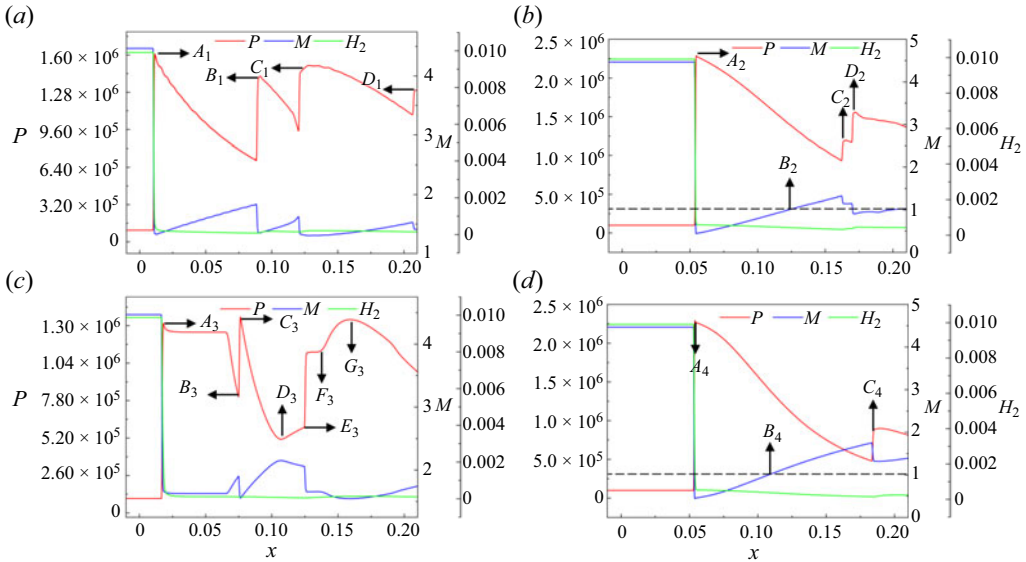 (a)
P M H2
1.60 × 10^6
1.28 × 10^6
9.60 × 10^5
6.40 × 10^5
3.20 × 10^5
0
P
A1
B1
C1
D1
4
3
2
1
M
0.010
0.008
0.006
0.004
0.002
0
0 0.05 0.10 0.15 0.20
(b)
P M H2
2.5 × 10^6
2.0 × 10^6
1.5 × 10^6
1.0 × 10^6
5.0 × 10^5
0
A2
B2
C2
D2
5
4
3
2
1
0
M
0.010
0.008
0.006
0.004
0.002
0
H2
0 0.05 0.10 0.15 0.20
(c)
P M H2
1.30 × 10^6
1.04 × 10^6
7.80 × 10^5
5.20 × 10^5
2.60 × 10^5
0
P
A3
B3
C3
D3
E3
F3
G3
4
3
2
M
0.010
0.008
0.006
0.004
0.002
0
0 0.05 0.10 0.15 0.20
x
(d)
P M H2
2.5 × 10^6
2.0 × 10^6
1.5 × 10^6
1.0 × 10^6
5.0 × 10^5
0
A4
B4
C4
5
4
3
2
1
0
M
0.010
0.008
0.006
0.004
0.002
0
H2
0 0.05 0.10 0.15 0.20
x